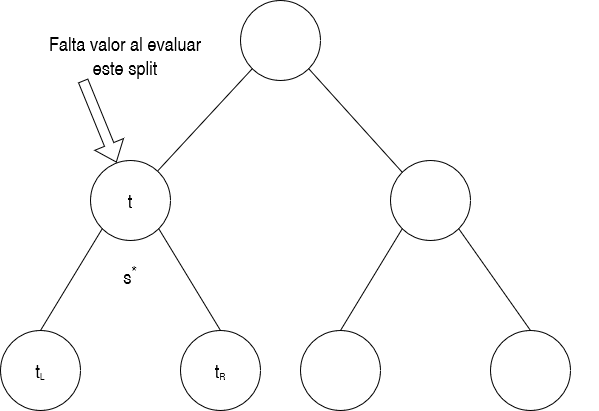 Falta valor al evaluar
este split
t
s*
tL
tR